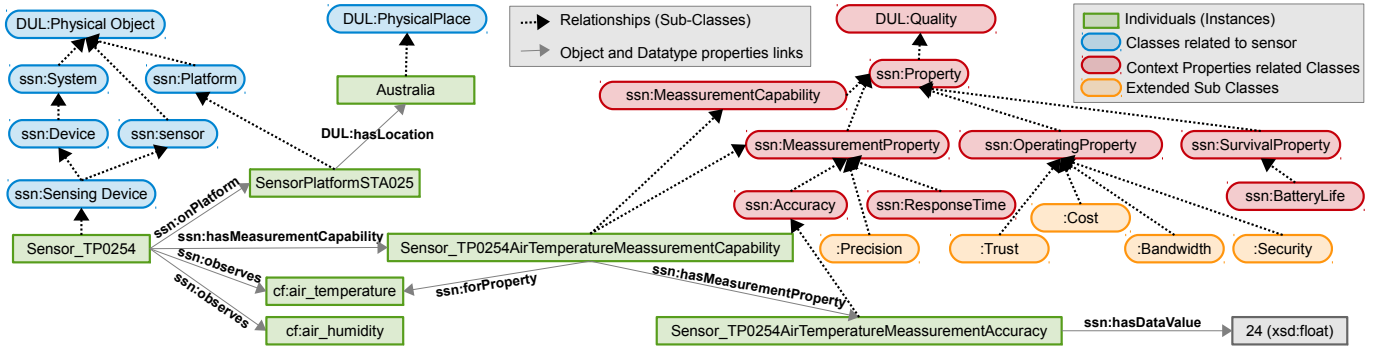 DUL:Physical Object
DUL:PhysicalPlace
Relationships (Sub-Classes)
Object and Datatype properties links
DUL:Quality
Individuals (Instances)
Classes related to sensor
Context Properties related Classes
Extended Sub Classes
ssn:System
ssn:Platform
Australia
ssn:MeassurementCapability
ssn:Property
ssn:Device
ssn:sensor
DUL:hasLocation
ssn:MeassurementProperty
ssn:OperatingProperty
ssn:SurvivalProperty
ssn:Sensing Device
ssn:onPlatform
SensorPlatformSTA025
ssn:Accuracy
ssn:ResponseTime
:Cost
ssn:BatteryLife
Sensor_TP0254
ssn:hasMeasurementCapability
Sensor_TP0254AirTemperatureMeassurementCapability
:Precision
:Trust
:Bandwidth
:Security
ssn:observes
cf:air_temperature
ssn:forProperty
ssn:hasMeasurementProperty
ssn:observes
cf:air_humidity
Sensor_TP0254AirTemperatureMeassurementAccuracy
ssn:hasDataValue
24 (xsd:float)